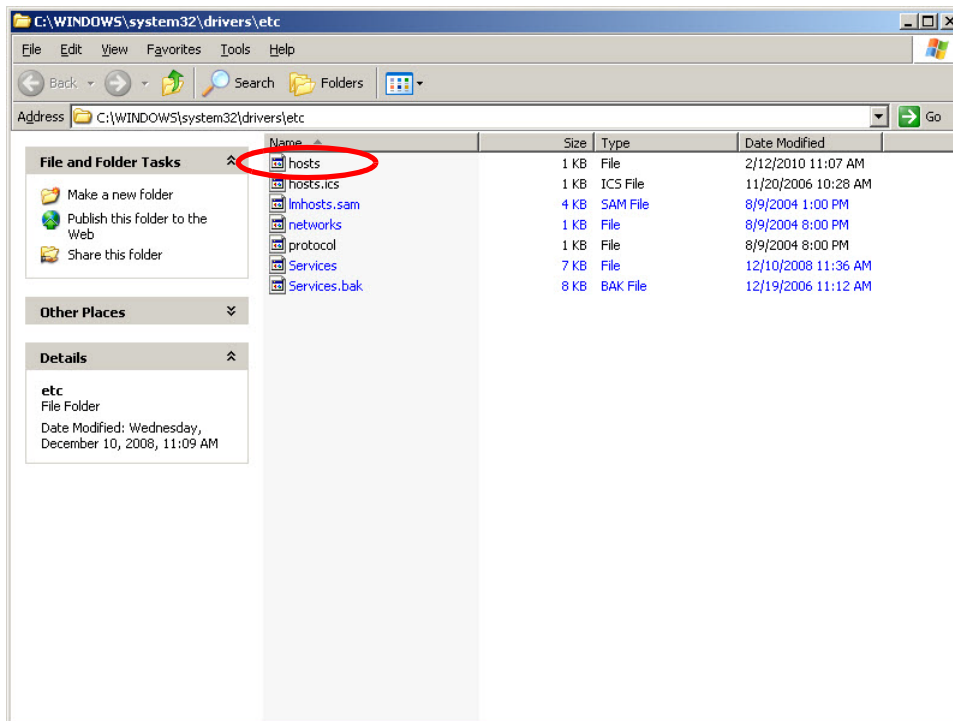 C:\WINDOWS\system32\drivers\etc
File Edit View Favorites Tools Help
Back Search Folders
Address C:\WINDOWS\system32\drivers\etc Go
File and Folder Tasks
Make a new folder
Publish this folder to the
Web
Share this folder
Other Places
Details
etc
File Folder
Date Modified: Wednesday,
December 10, 2008, 11:09 AM
Name Size Type Date Modified
hosts 1 KB File 2/12/2010 11:07 AM
hosts.ics 1 KB ICS File 11/20/2006 10:28 AM
lmhosts.sam 4 KB SAM File 8/9/2004 1:00 PM
networks 1 KB File 8/9/2004 8:00 PM
protocol 1 KB File 8/9/2004 8:00 PM
Services 7 KB File 12/10/2008 11:36 AM
Services.bak 8 KB BAK File 12/19/2006 11:12 AM